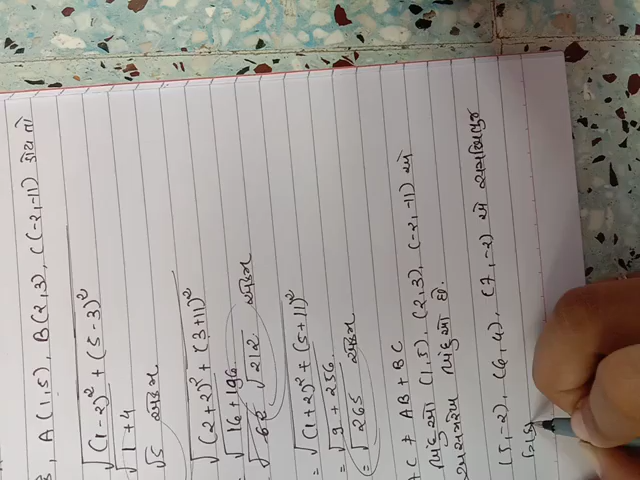 A(1,5), B(2,3), C(-2,-11) હોય તો
√(1-2)² + (5-3)²
√1+4
√5 એકમ
√(2+2)² + (3+11)²
√16+196
√212 એકમ
= √(1+2)² + (5+11)²
= √9+256
= √265 એકમ
AC ≠ AB + BC
બિંદુઓ (1,5), (2,3), (-2,-11) એ
અસમરેખ બિંદુઓ છે.
(5,-2), (6,4), (7,-2) એ સમદ્વિભુજ